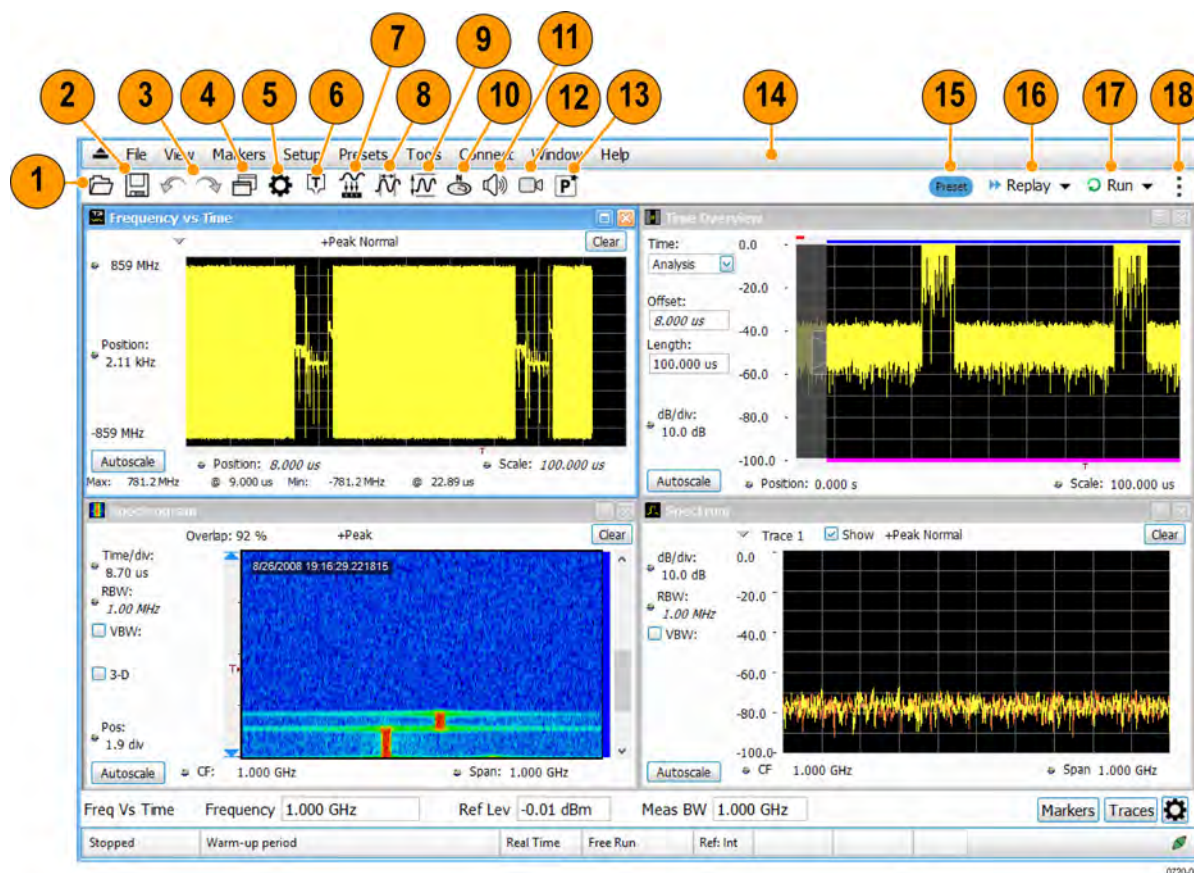 7 9 11
2 3 4 5 6 8 10 12 13 14 15 16 17 18
1
File View Markers Setup Presets Tools Connect Window Help
T N P Preset Replay Run
Frequency vs Time
+Peak Normal Clear
859 MHz
Position:
2.11 kHz
-859 MHz
T
Autoscale Position: 8.000 us Scale: 100.000 us
Max: 781.2 MHz @ 9.000 us Min: -781.2 MHz @ 22.89 us
Time Overview
Time: 0.0
Analysis
-20.0
Offset:
8.000 us
-40.0
Length:
100.000 us
-60.0
dB/div: -80.0
10.0 dB
-100.0
T
Autoscale Position: 0.000 s Scale: 100.000 us
Spectrogram
Overlap: 92 % +Peak Clear
Time/div:
8.70 us
8/26/2008 19:16:29.221815
RBW:
1.00 MHz
VBW:
3-D
T
Pos:
1.9 div
Autoscale CF: 1.000 GHz Span: 1.000 GHz
Spectrum
Trace 1 Show +Peak Normal Clear
dB/div: 0.0
10.0 dB
RBW: -20.0
1.00 MHz
VBW: -40.0
-60.0
-80.0
-100.0
Autoscale CF 1.000 GHz Span 1.000 GHz
Freq Vs Time Frequency 1.000 GHz Ref Lev -0.01 dBm Meas BW 1.000 GHz Markers Traces
Stopped Warm-up period Real Time Free Run Ref: Int